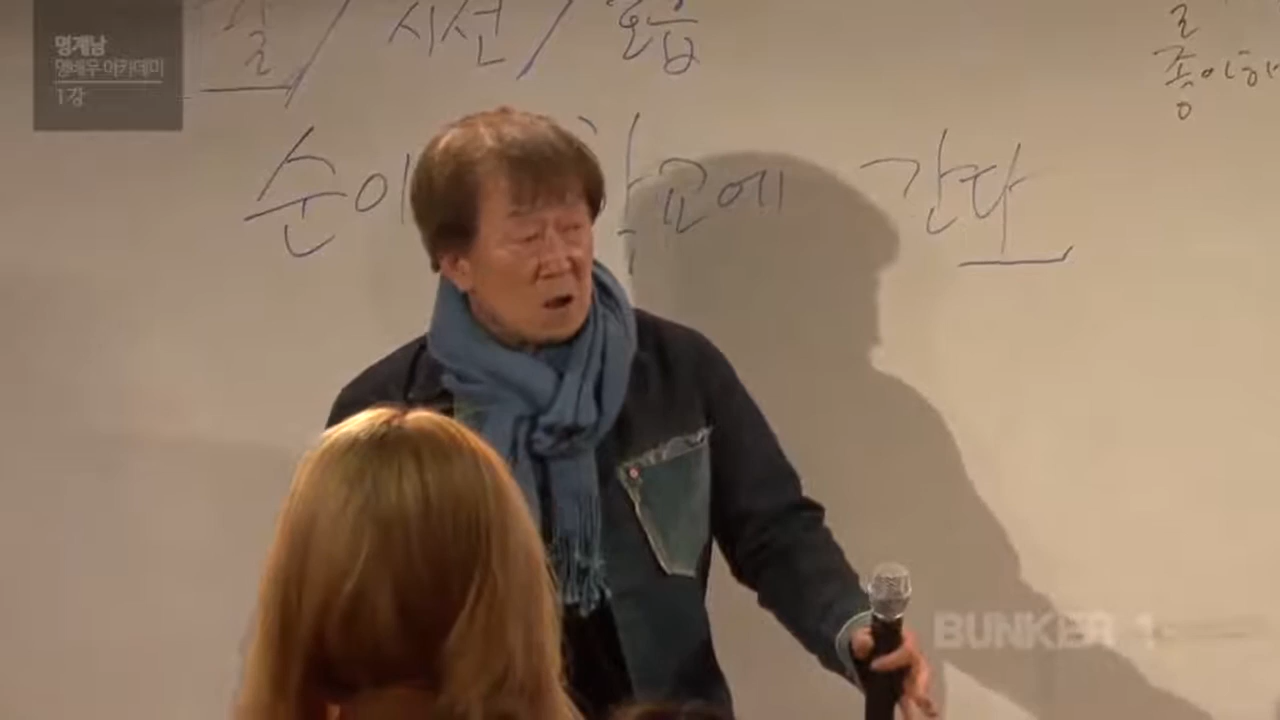 명계남
명배우 아카데미
1강
시선 / 호흡
순이 학교에 간다
BUNKER 1